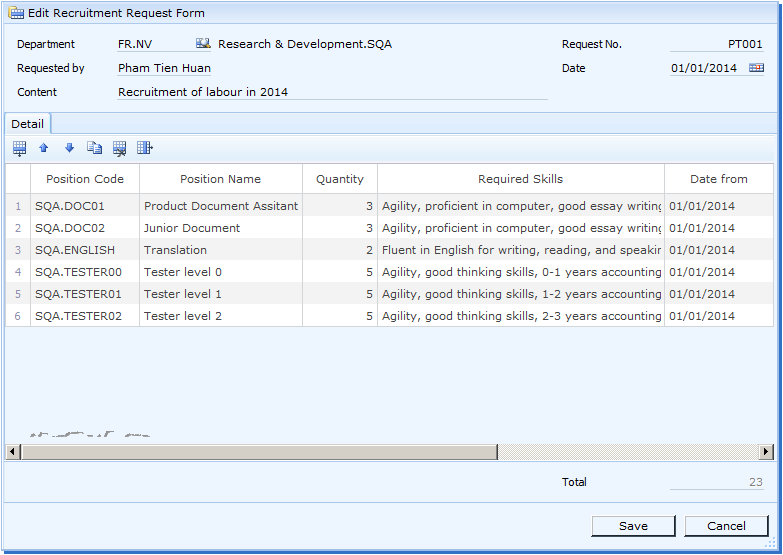 Edit Recruitment Request Form
Department FR.NV Research & Development.SQA Request No. PT001
Requested by Pham Tien Huan Date 01/01/2014
Content Recruitment of labour in 2014
Detail
Position Code Position Name Quantity Required Skills Date from
1 SQA.DOC01 Product Document Assitant 3 Agility, proficient in computer, good essay writing 01/01/2014
2 SQA.DOC02 Junior Document 3 Agility, proficient in computer, good essay writing 01/01/2014
3 SQA.ENGLISH Translation 2 Fluent in English for writing, reading, and speakin 01/01/2014
4 SQA.TESTER00 Tester level 0 5 Agility, good thinking skills, 0-1 years accounting 01/01/2014
5 SQA.TESTER01 Tester level 1 5 Agility, good thinking skills, 1-2 years accounting 01/01/2014
6 SQA.TESTER02 Tester level 2 5 Agility, good thinking skills, 2-3 years accounting 01/01/2014
Total 23
Save Cancel